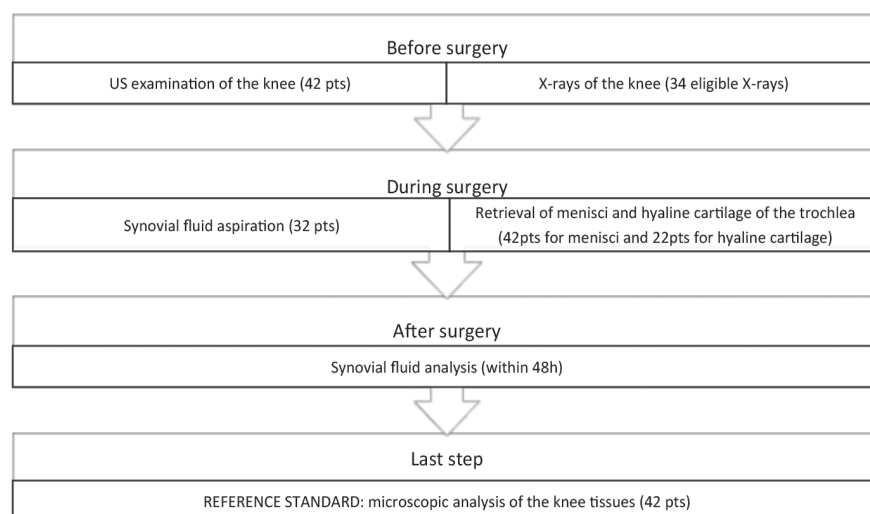 Before surgery
US examination of the knee (42 pts)
X-rays of the knee (34 eligible X-rays)
During surgery
Synovial fluid aspiration (32 pts)
Retrieval of menisci and hyaline cartilage of the trochlea
(42pts for menisci and 22pts for hyaline cartilage)
After surgery
Synovial fluid analysis (within 48h)
Last step
REFERENCE STANDARD: microscopic analysis of the knee tissues (42 pts)